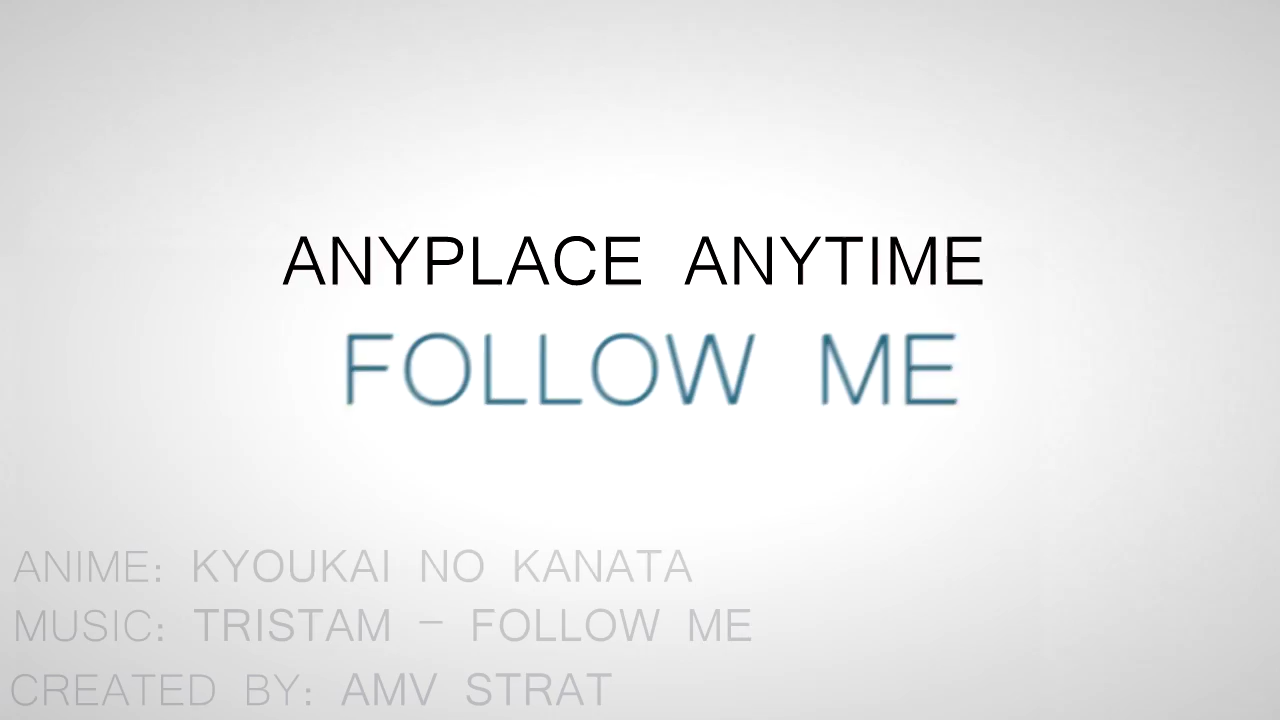 ANYPLACE ANYTIME
FOLLOW ME
ANIME: KYOUKAI NO KANATA
MUSIC: TRISTAM - FOLLOW ME
CREATED BY: AMV STRAT